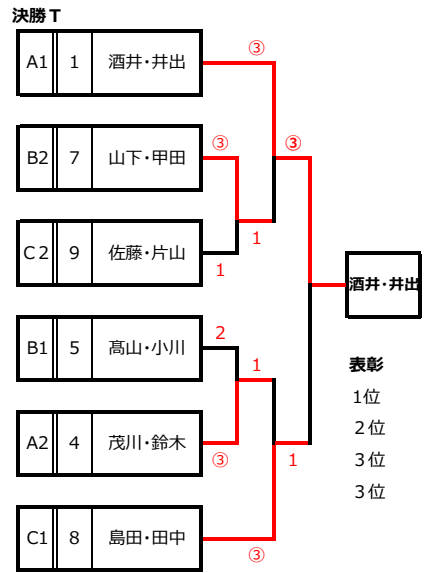 決勝T
③
A1 1 酒井・井出
③ ③
B2 7 山下・甲田
1
C2 9 佐藤・片山
1
酒井・井出
2
B1 5 髙山・小川
1
表彰
1位
2位
A2 4 茂川・鈴木
③ 1
3位
3位
C1 8 島田・田中
③